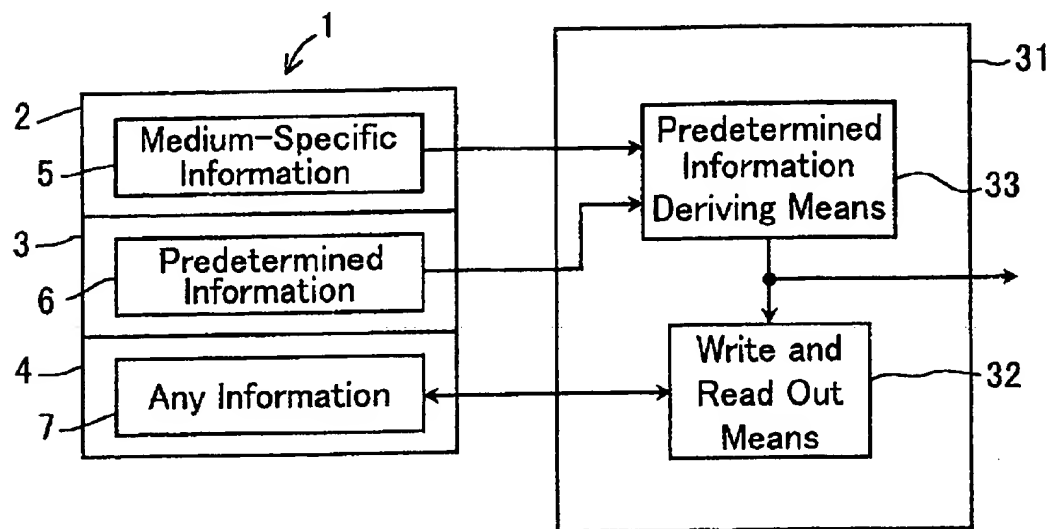 1
31
2
Medium-Specific
Information
5
Predetermined
Information
Deriving Means
33
3
Predetermined
Information
6
4
Any Information
7
Write and
Read Out
Means
32